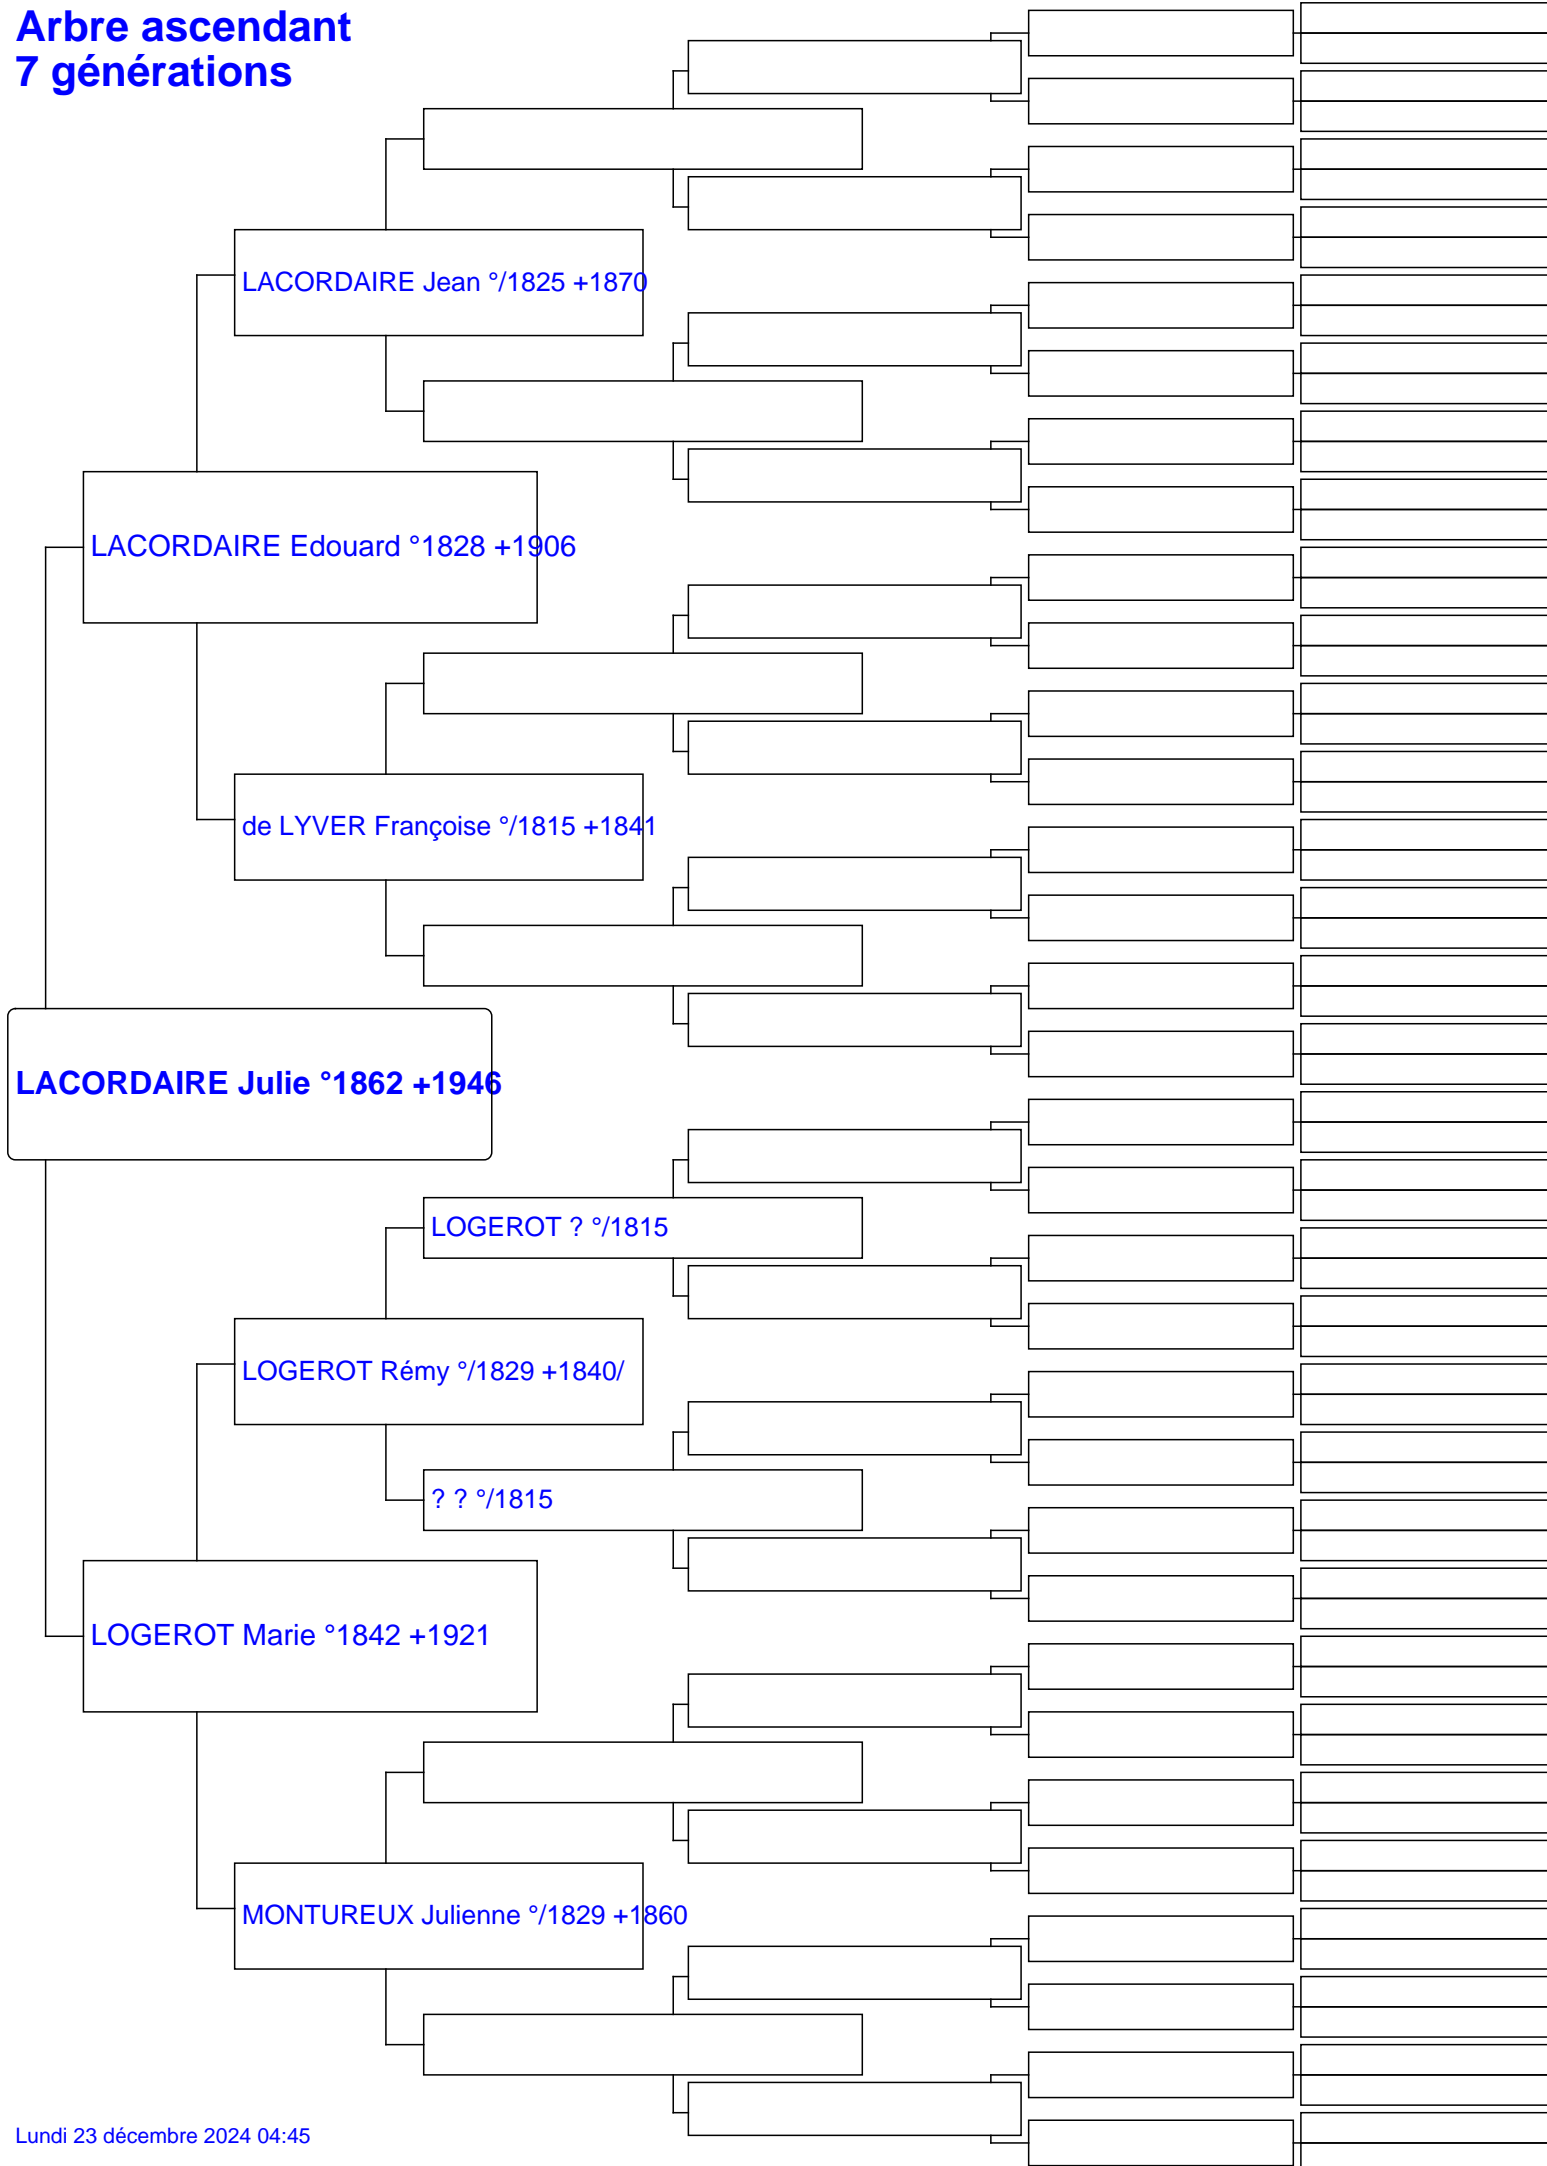 Arbre ascendant
7 générations
LACORDAIRE Jean °/1825 +1870
LACORDAIRE Edouard °1828 +1906
de LYVER Françoise °/1815 +1841
LACORDAIRE Julie °1862 +1946
LOGEROT ? °/1815
LOGEROT Rémy °/1829 +1840/
? ? °/1815
LOGEROT Marie °1842 +1921
MONTUREUX Julienne °/1829 +1860
Lundi 23 décembre 2024 04:45